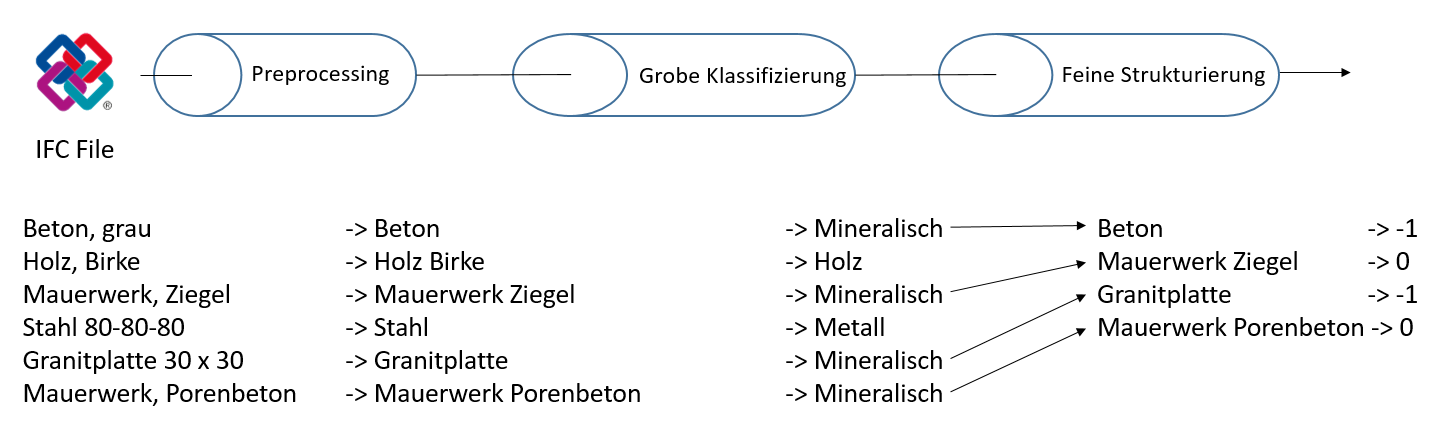 Preprocessing
Grobe Klassifizierung
Feine Strukturierung
®
IFC File
Beton, grau -> Beton -> Mineralisch Beton -> -1
Holz, Birke -> Holz Birke -> Holz Mauerwerk Ziegel -> 0
Mauerwerk, Ziegel -> Mauerwerk Ziegel -> Mineralisch Granitplatte -> -1
Stahl 80-80-80 -> Stahl -> Metall Mauerwerk Porenbeton -> 0
Granitplatte 30 x 30 -> Granitplatte -> Mineralisch
Mauerwerk, Porenbeton -> Mauerwerk Porenbeton -> Mineralisch